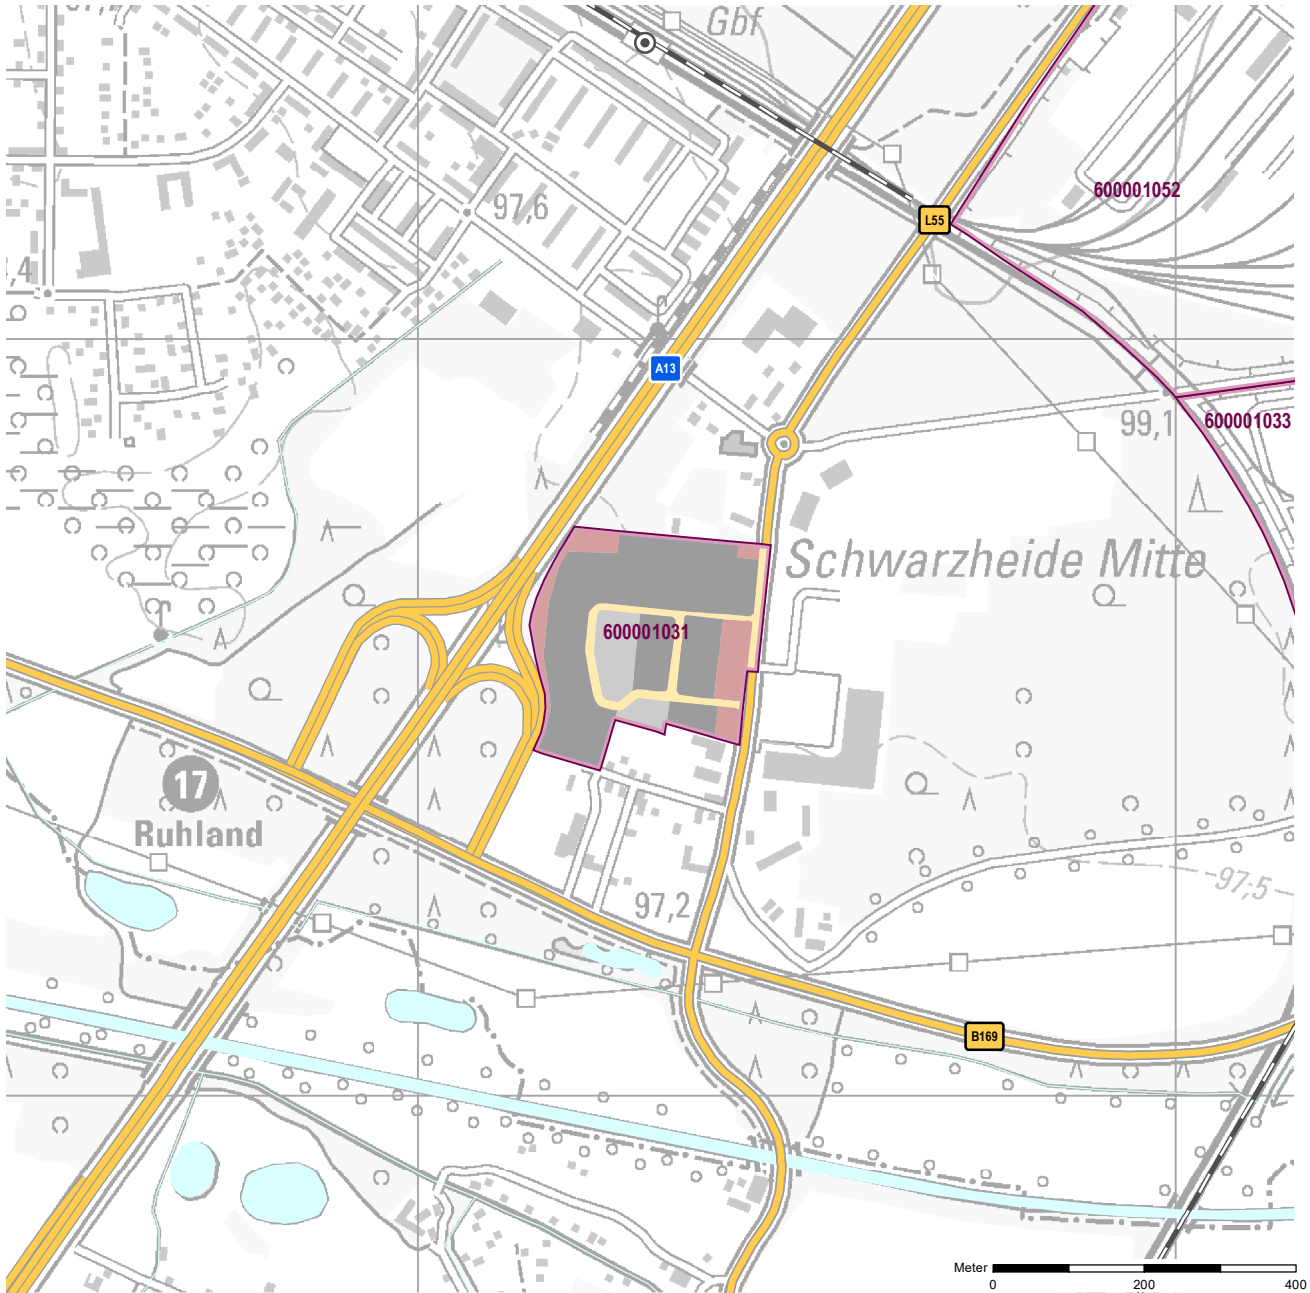 Gbf
600001052
97,6
L55
,4
A13
99,1
600001033
Schwarzheide Mitte
600001031
17
Ruhland
97,2
97,5
B169
Meter
0
200
400